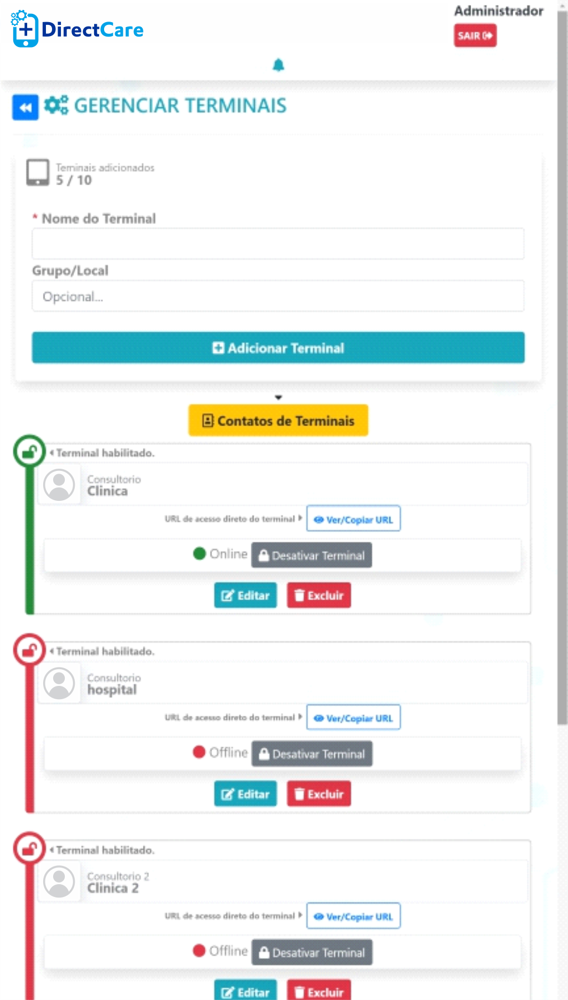 Administrador
DirectCare
SAIR
GERENCIAR TERMINAIS
Teminais adicionados
5 / 10
* Nome do Terminal
Grupo/Local
Opcional...
Adicionar Terminal
Contatos de Terminais
Terminal habilitado.
Consultorio
Clinica
URL de acesso direto do terminal Ver/Copiar URL
Online Desativar Terminal
Editar Excluir
Terminal habilitado.
Consultorio
hospital
URL de acesso direto do terminal Ver/Copiar URL
Offline Desativar Terminal
Editar Excluir
Terminal habilitado.
Consultorio 2
Clinica 2
URL de acesso direto do terminal Ver/Copiar URL
Offline Desativar Terminal
Editar Excluir